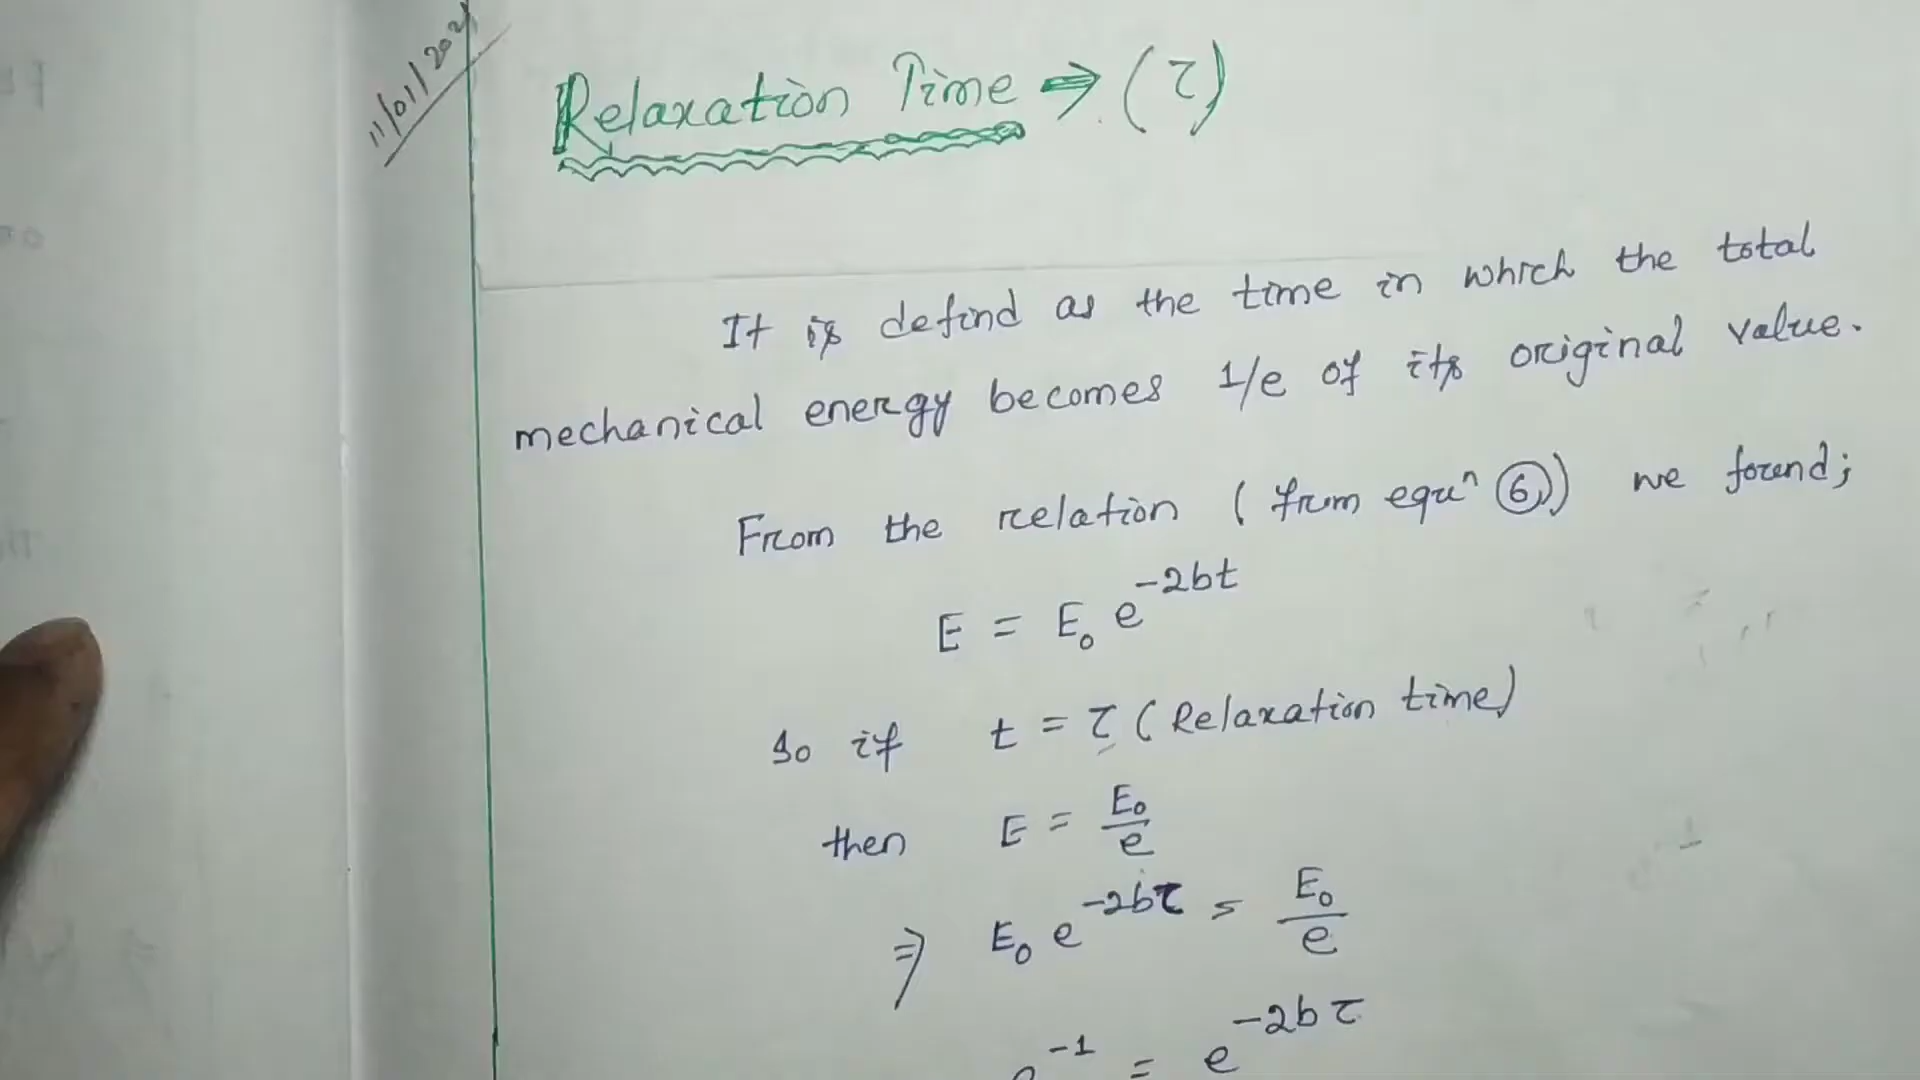 11/01/202
Relaxation Time ⇒ (τ)
It is defind as the time in which the total
mechanical energy becomes 1/e of its original value.
From the relation (from equⁿ ⑥) we found;
E = E₀ e^{-2bt}
So if t = τ (Relaxation time)
then E = E₀/e
⇒ E₀ e^{-2bτ} = E₀/e
e^{-1} = e^{-2bτ}